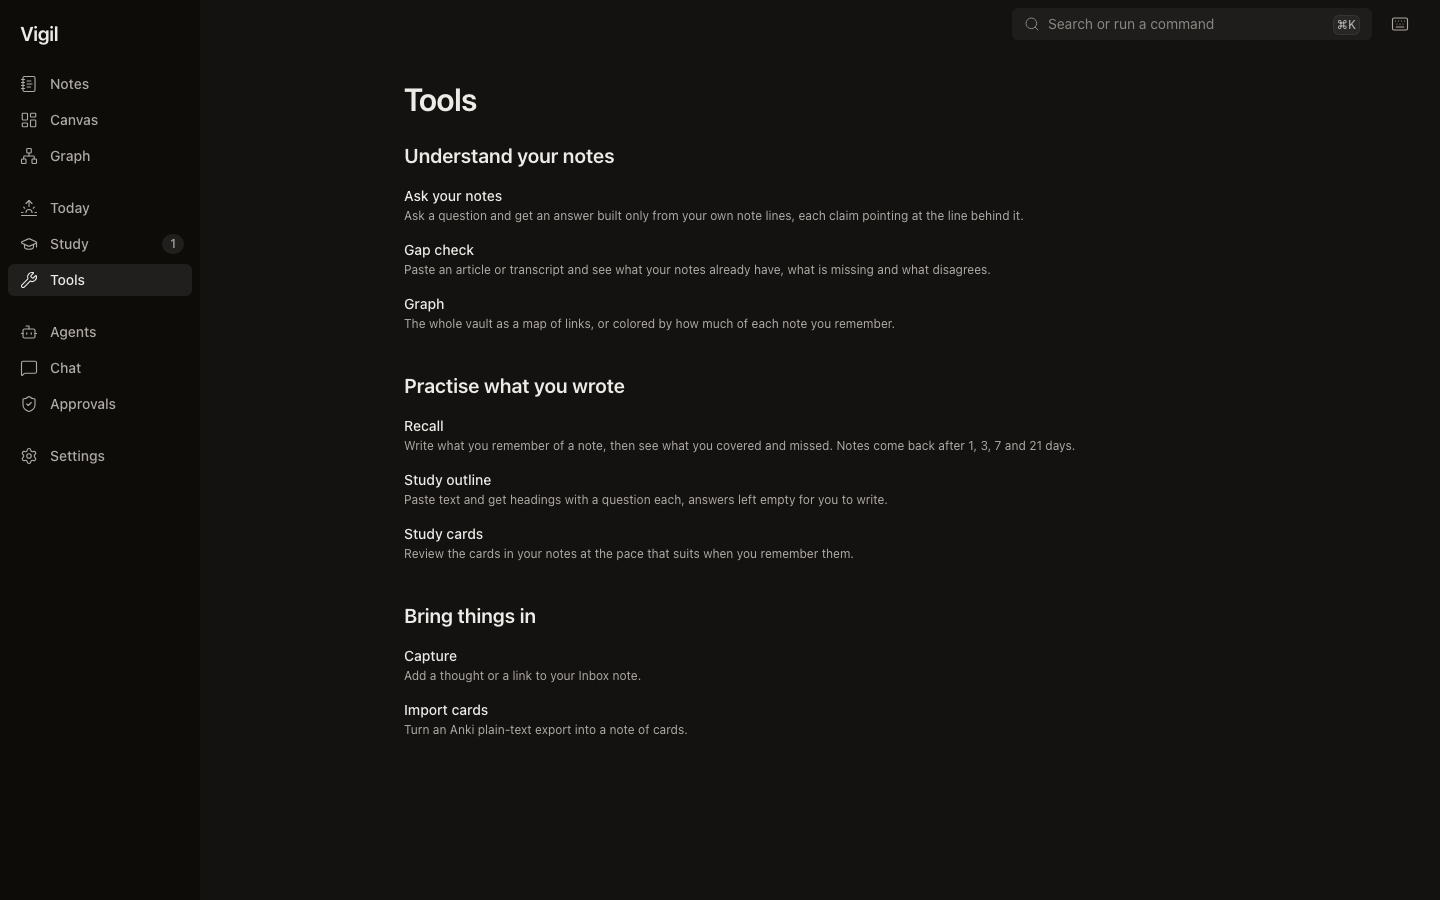 Vigil
Search or run a command
⌘K
Notes
Canvas
Graph
Today
Study
1
Tools
Agents
Chat
Approvals
Settings
Tools
Understand your notes
Ask your notes
Ask a question and get an answer built only from your own note lines, each claim pointing at the line behind it.
Gap check
Paste an article or transcript and see what your notes already have, what is missing and what disagrees.
Graph
The whole vault as a map of links, or colored by how much of each note you remember.
Practise what you wrote
Recall
Write what you remember of a note, then see what you covered and missed. Notes come back after 1, 3, 7 and 21 days.
Study outline
Paste text and get headings with a question each, answers left empty for you to write.
Study cards
Review the cards in your notes at the pace that suits when you remember them.
Bring things in
Capture
Add a thought or a link to your Inbox note.
Import cards
Turn an Anki plain-text export into a note of cards.